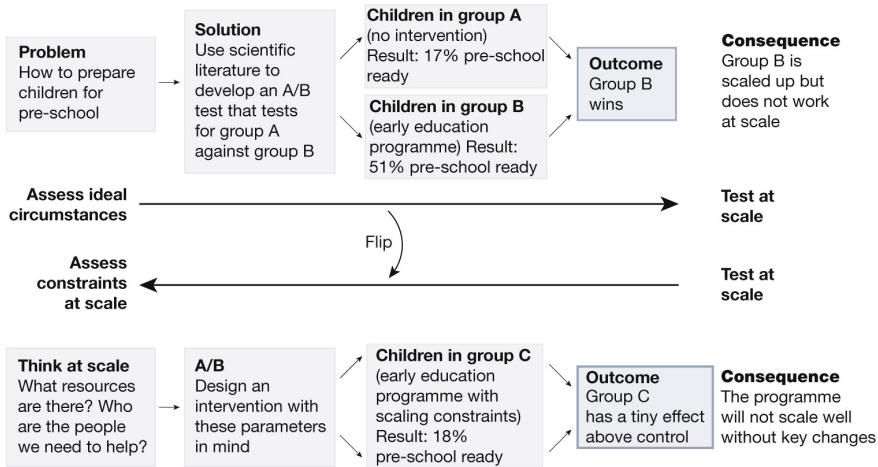 Problem
How to prepare
children for
pre-school
Solution
Use scientific
literature to
develop an A/B
test that tests
for group A
against group B
Children in group A
(no intervention)
Result: 17% pre-school
ready
Children in group B
(early education
programme) Result:
51% pre-school ready
Outcome
Group B
wins
Consequence
Group B is
scaled up but
does not work
at scale
Assess ideal
circumstances
Test at
scale
Flip
Assess
constraints
at scale
Test at
scale
Think at scale
What resources
are there? Who
are the people
we need to help?
A/B
Design an
intervention with
these parameters
in mind
Children in group C
(early education
programme with
scaling constraints)
Result: 18%
pre-school ready
Outcome
Group C
has a tiny effect
above control
Consequence
The programme
will not scale well
without key changes